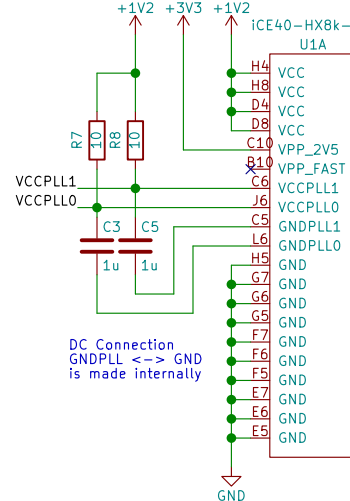 +1V2
+3V3
+1V2
iCE40-HX8k-
U1A
H4 VCC
H8 VCC
D4 VCC
D8 VCC
R7 10
R8 10
C10 VPP_2V5
B10 VPP_FAST
VCCPLL1
C6 VCCPLL1
VCCPLL0
J6 VCCPLL0
C3
C5
1u
1u
C5 GNDPLL1
L6 GNDPLL0
H5 GND
G7 GND
G6 GND
G5 GND
F7 GND
F6 GND
F5 GND
E7 GND
E6 GND
E5 GND
DC Connection
GNDPLL <-> GND
is made internally
GND